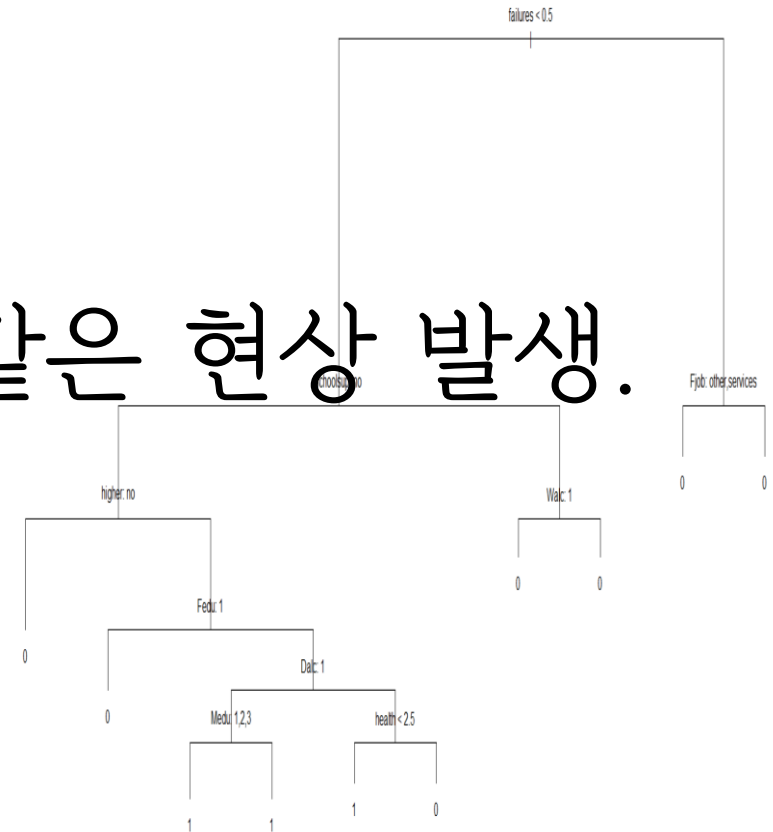 failures < 0.5
같은 현상 발생.
schoolsup: no
Fjob: other,services
0 0
higher: no
Walc: 1
0 0
Fedu: 1
0
Dalc: 1
0
Medu: 1,2,3
health < 2.5
1 0
1 1